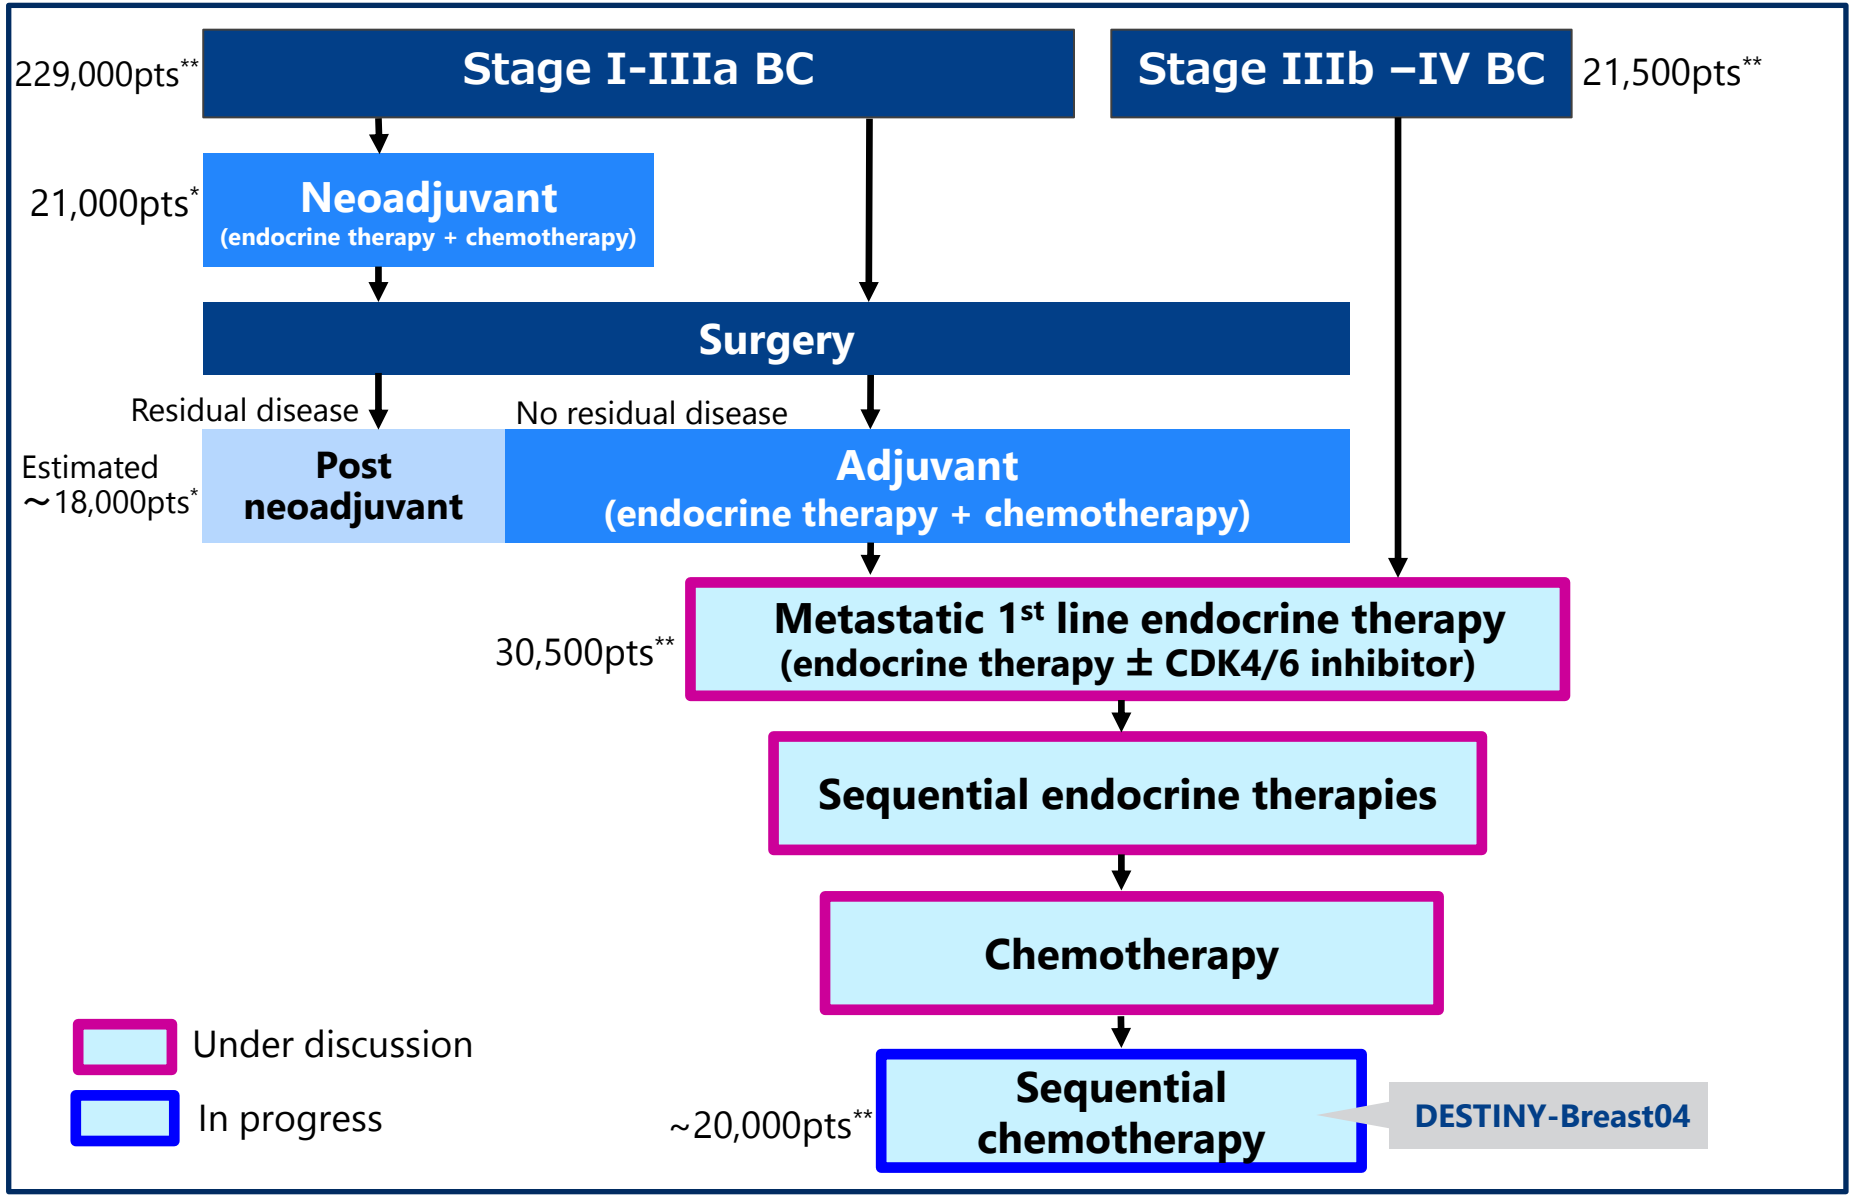 229,000pts**
Stage I-IIIa BC
Stage IIIb –IV BC
21,500pts**
21,000pts*
Neoadjuvant
(endocrine therapy + chemotherapy)
Surgery
Residual disease
No residual disease
Estimated
~18,000pts*
Post
neoadjuvant
Adjuvant
(endocrine therapy + chemotherapy)
30,500pts**
Metastatic 1st line endocrine therapy
(endocrine therapy ± CDK4/6 inhibitor)
Sequential endocrine therapies
Chemotherapy
Under discussion
In progress
~20,000pts**
Sequential
chemotherapy
DESTINY-Breast04